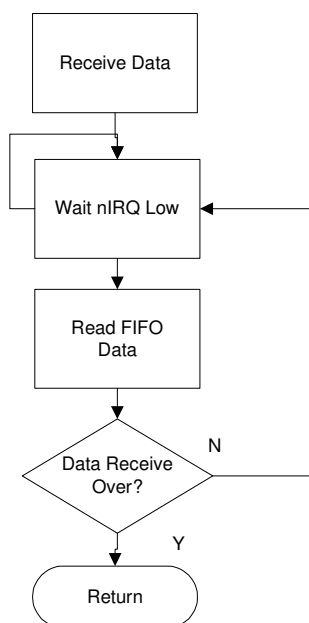 Receive Data
Wait nIRQ Low
Read FIFO
Data
Data Receive
Over?
N
Y
Return